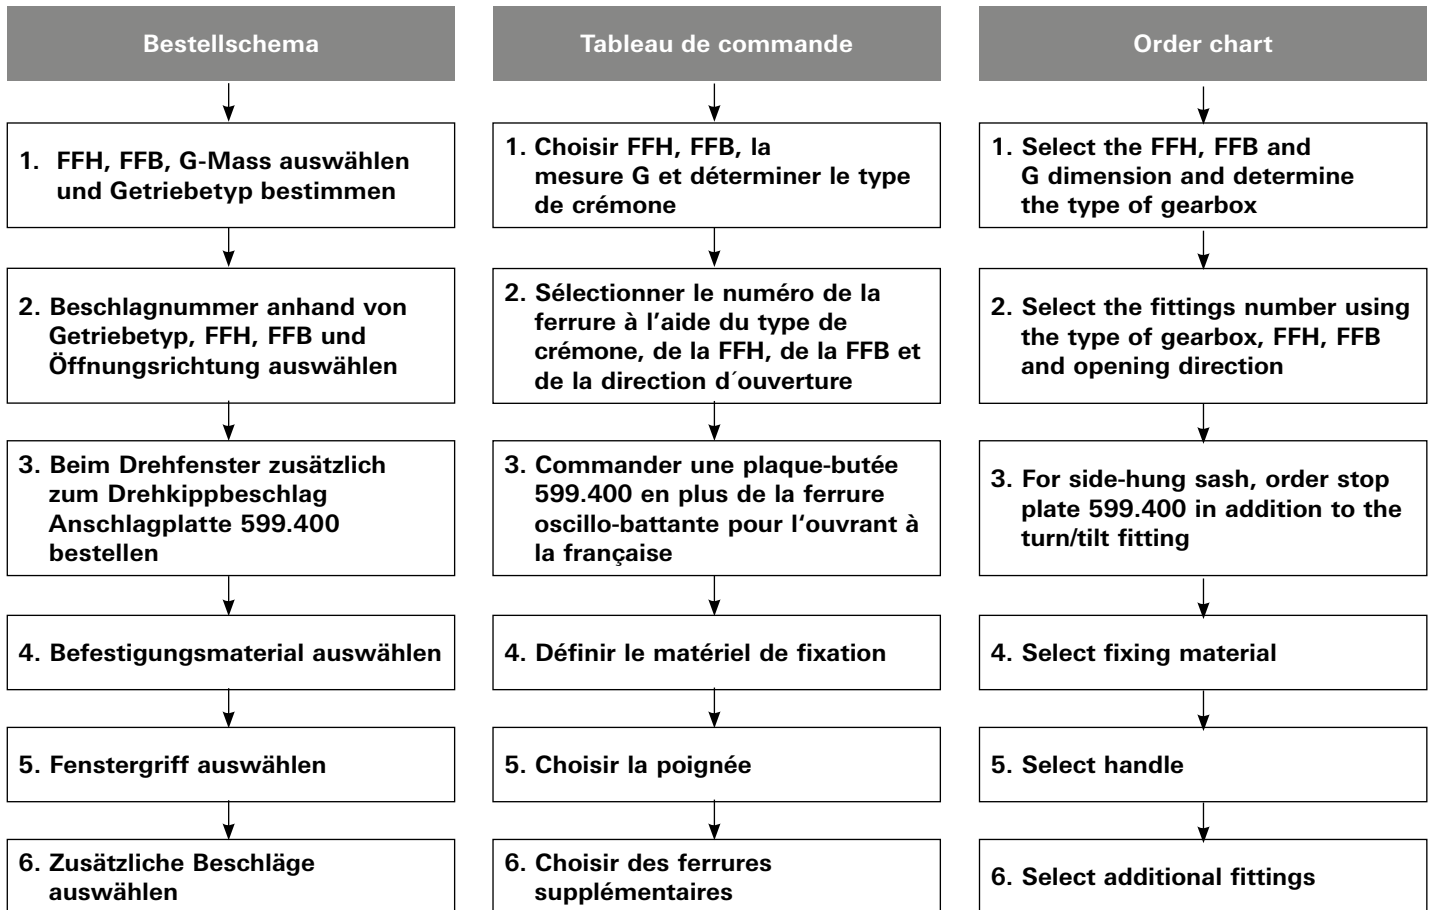 Bestellschema
1. FFH, FFB, G-Mass auswählen
und Getriebetyp bestimmen
2. Beschlagnummer anhand von
Getriebetyp, FFH, FFB und
Öffnungsrichtung auswählen
3. Beim Drehfenster zusätzlich
zum Drehkippbeschlag
Anschlagplatte 599.400
bestellen
4. Befestigungsmaterial auswählen
5. Fenstergriff auswählen
6. Zusätzliche Beschläge
auswählen
Tableau de commande
1. Choisir FFH, FFB, la
mesure G et déterminer le type
de crémone
2. Sélectionner le numéro de la
ferrure à l’aide du type de
crémone, de la FFH, de la FFB et
de la direction d´ouverture
3. Commander une plaque-butée
599.400 en plus de la ferrure
oscillo-battante pour l‘ouvrant à
la française
4. Définir le matériel de fixation
5. Choisir la poignée
6. Choisir des ferrures
supplémentaires
Order chart
1. Select the FFH, FFB and
G dimension and determine
the type of gearbox
2. Select the fittings number using
the type of gearbox, FFH, FFB
and opening direction
3. For side-hung sash, order stop
plate 599.400 in addition to the
turn/tilt fitting
4. Select fixing material
5. Select handle
6. Select additional fittings